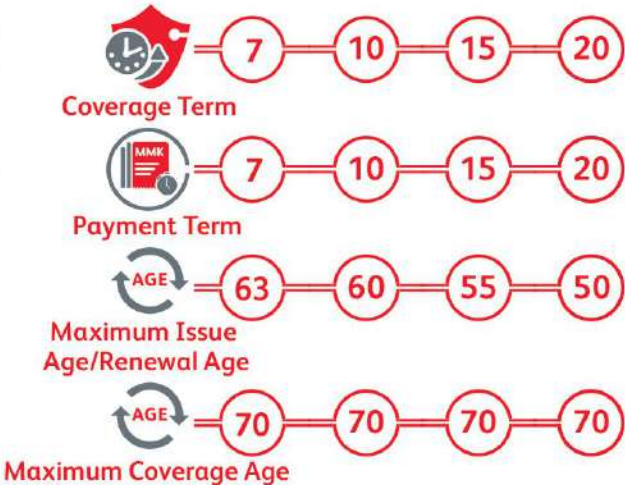 7 10 15 20
Coverage Term
MMK
7 10 15 20
Payment Term
AGE 63 60 55 50
Maximum Issue
Age/Renewal Age
AGE 70 70 70 70
Maximum Coverage Age